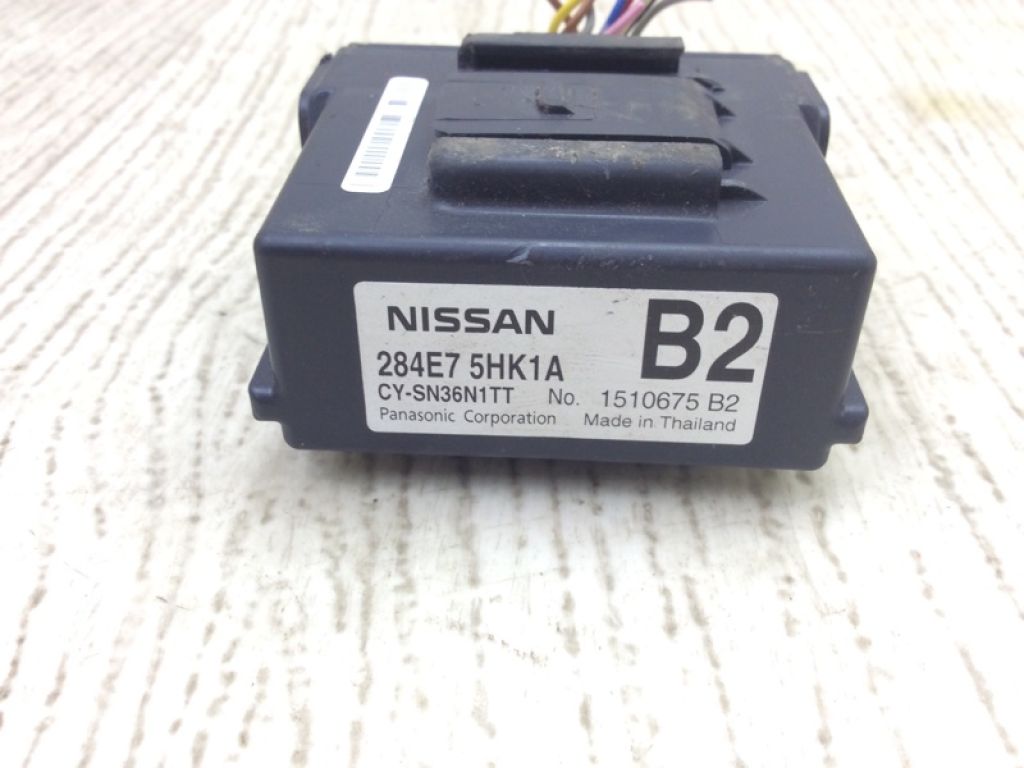 NISSAN
B2
284E7 5HK1A
CY-SN36N1TT No. 1510675 B2
Panasonic Corporation Made in Thailand